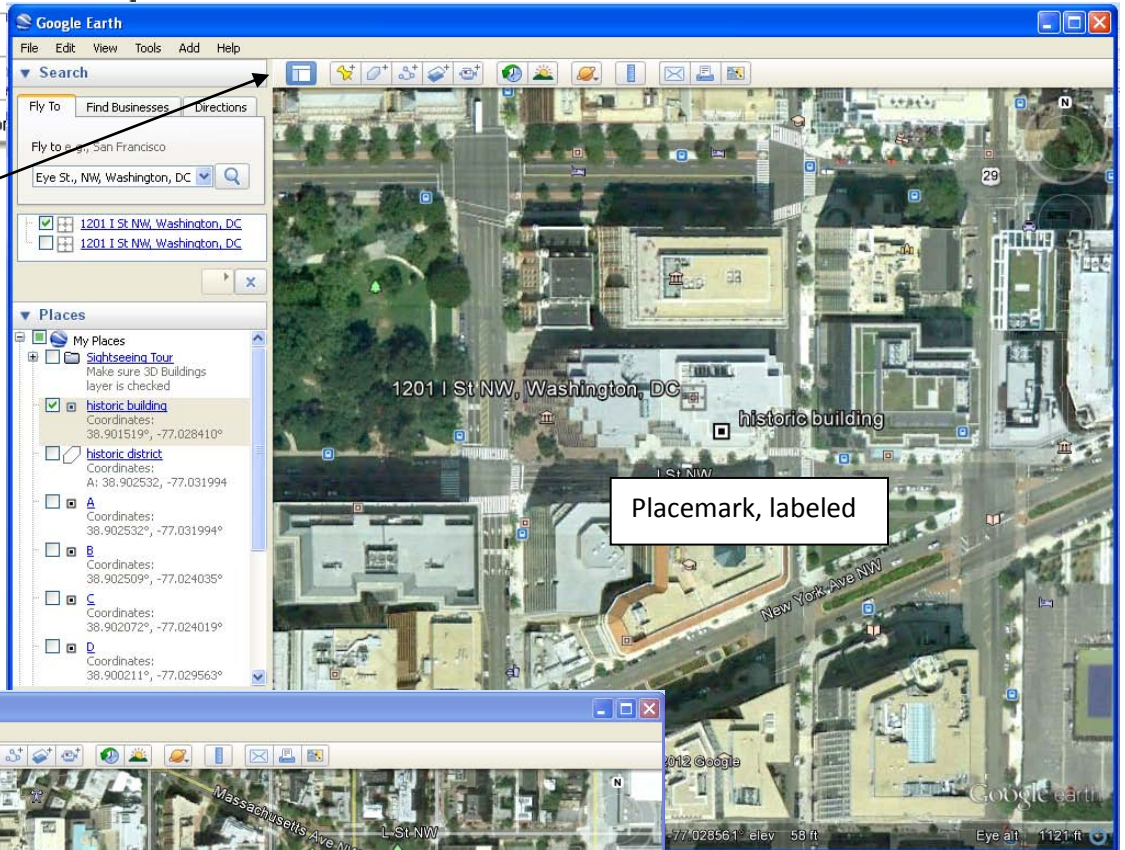 Google Earth
File Edit View Tools Add Help
Search
Fly To Find Businesses Directions
Fly to e.g., San Francisco
Eye St., NW, Washington, DC
1201 I St NW, Washington, DC
1201 I St NW, Washington, DC
Places
My Places
Sightseeing Tour
Make sure 3D Buildings
layer is checked
historic building
Coordinates:
38.901519°, -77.028410°
historic district
Coordinates:
A: 38.902532, -77.031994
A
Coordinates:
38.902532°, -77.031994°
B
Coordinates:
38.902509°, -77.024035°
C
Coordinates:
38.902072°, -77.024019°
D
Coordinates:
38.900211°, -77.029563°
N
29
1201 I St NW, Washington, DC
historic building
I St NW
Placemark, labeled
New York Ave NW
2012 Google
Google earth
-77.028561° elev 58 ft Eye alt 1121 ft
N
Massachusetts Ave NW
L St NW